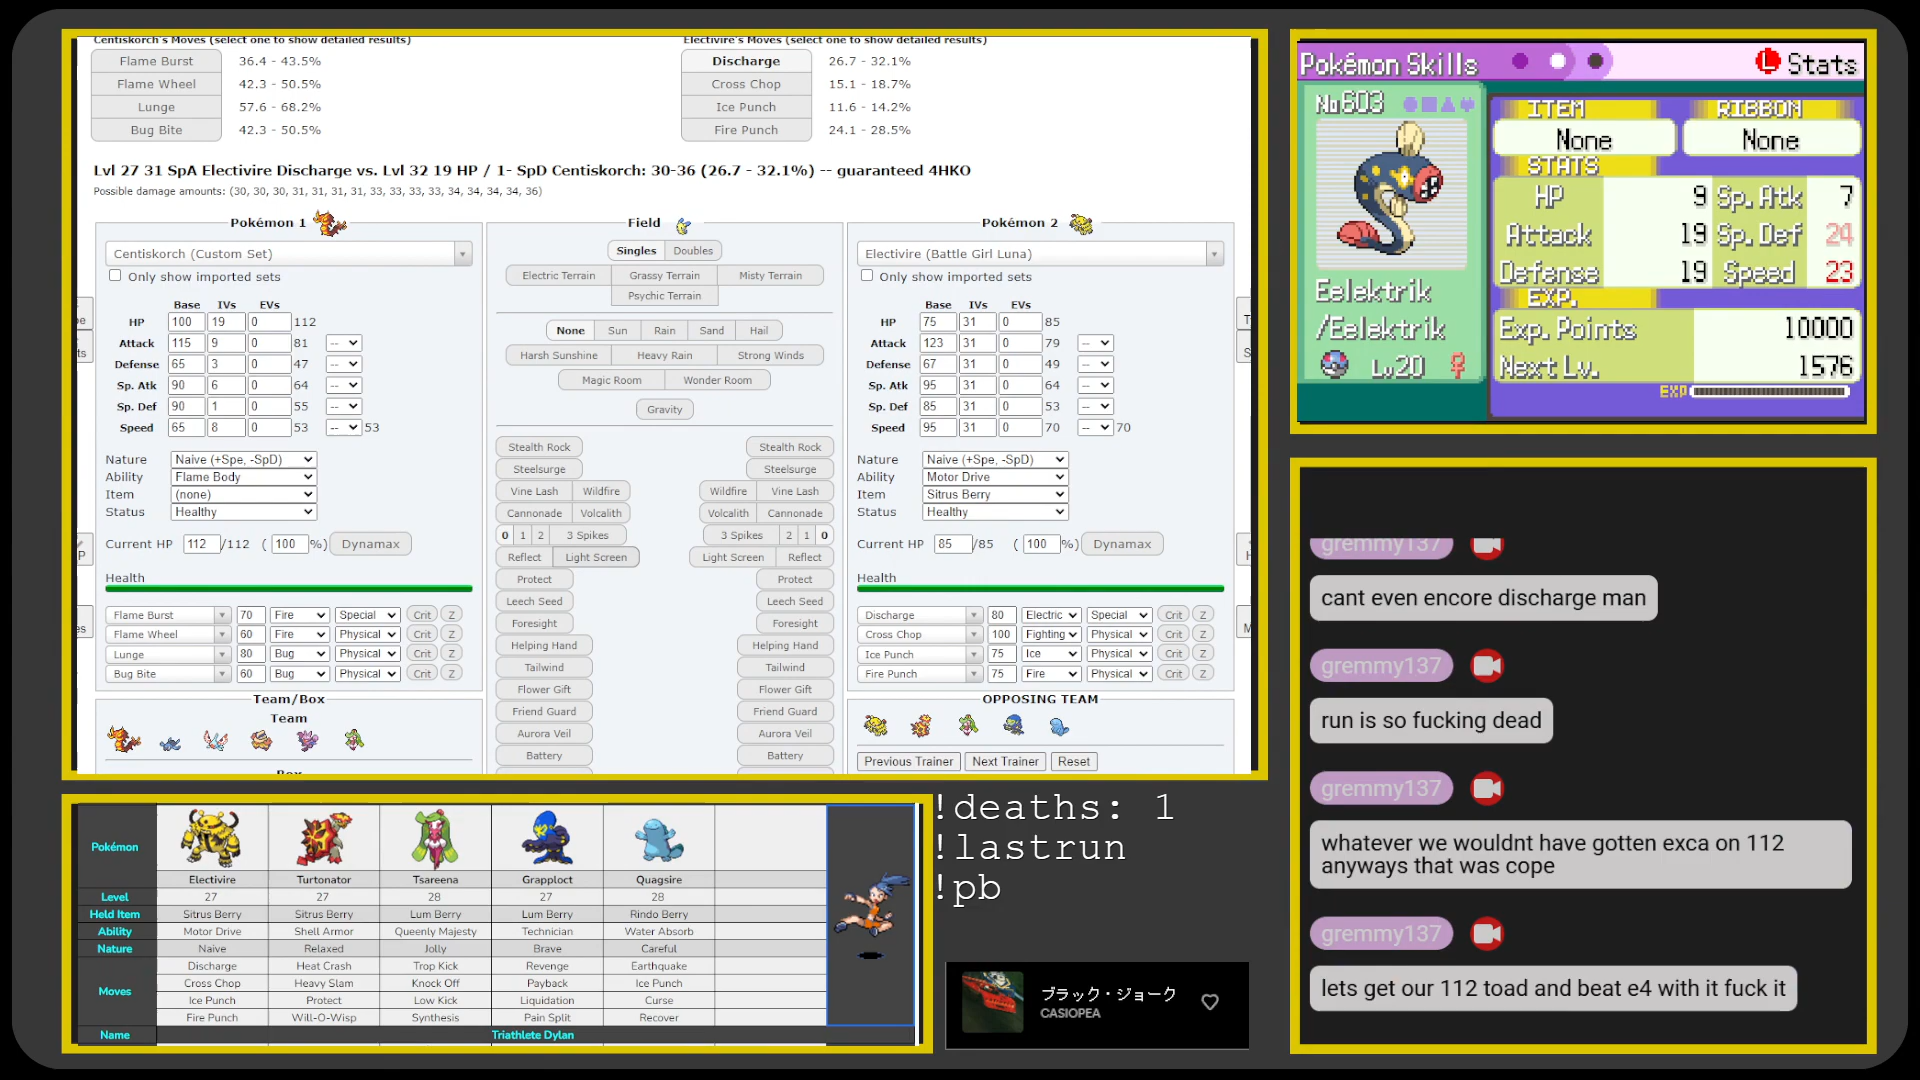 Centiskorch's Moves (select one to show detailed results)
Flame Burst 36.4 - 43.5%
Flame Wheel 42.3 - 50.5%
Lunge 57.6 - 68.2%
Bug Bite 42.3 - 50.5%
Electivire's Moves (select one to show detailed results)
Discharge 26.7 - 32.1%
Cross Chop 15.1 - 18.7%
Ice Punch 11.6 - 14.2%
Fire Punch 24.1 - 28.5%
Lvl 27 31 SpA Electivire Discharge vs. Lvl 32 19 HP / 1- SpD Centiskorch: 30-36 (26.7 - 32.1%) -- guaranteed 4HKO
Possible damage amounts: (30, 30, 30, 31, 31, 31, 31, 33, 33, 33, 33, 34, 34, 34, 34, 36)
Pokémon 1
Centiskorch (Custom Set)
Only show imported sets
Base IVs EVs
HP 100 19 0 112
Attack 115 9 0 81 --
Defense 65 3 0 47 --
Sp. Atk 90 6 0 64 --
Sp. Def 90 1 0 55 --
Speed 65 8 0 53 -- 53
Nature Naive (+Spe, -SpD)
Ability Flame Body
Item (none)
Status Healthy
Current HP 112 /112 ( 100 %) Dynamax
Health
Flame Burst 70 Fire Special Crit Z
Flame Wheel 60 Fire Physical Crit Z
Lunge 80 Bug Physical Crit Z
Bug Bite 60 Bug Physical Crit Z
Team/Box
Team
Field
Singles Doubles
Electric Terrain Grassy Terrain Misty Terrain
Psychic Terrain
None Sun Rain Sand Hail
Harsh Sunshine Heavy Rain Strong Winds
Magic Room Wonder Room
Gravity
Stealth Rock Stealth Rock
Steelsurge Steelsurge
Vine Lash Wildfire Wildfire Vine Lash
Cannonade Volcalith Volcalith Cannonade
0 1 2 3 Spikes 3 Spikes 2 1 0
Reflect Light Screen Light Screen Reflect
Protect Protect
Leech Seed Leech Seed
Foresight Foresight
Helping Hand Helping Hand
Tailwind Tailwind
Flower Gift Flower Gift
Friend Guard Friend Guard
Aurora Veil Aurora Veil
Battery Battery
Pokémon 2
Electivire (Battle Girl Luna)
Only show imported sets
Base IVs EVs
HP 75 31 0 85
Attack 123 31 0 79 --
Defense 67 31 0 49 --
Sp. Atk 95 31 0 64 --
Sp. Def 85 31 0 53 --
Speed 95 31 0 70 -- 70
Nature Naive (+Spe, -SpD)
Ability Motor Drive
Item Sitrus Berry
Status Healthy
Current HP 85 /85 ( 100 %) Dynamax
Health
Discharge 80 Electric Special Crit Z
Cross Chop 100 Fighting Physical Crit Z
Ice Punch 75 Ice Physical Crit Z
Fire Punch 75 Fire Physical Crit Z
OPPOSING TEAM
Previous Trainer Next Trainer Reset
Pokémon Skills L Stats
No603
Eelektrik
/Eelektrik
Lv20 ♀
ITEM RIBBON
None None
STATS
HP 9 Sp. Atk 7
Attack 19 Sp. Def 24
Defense 19 Speed 23
EXP.
Exp. Points 10000
Next Lv. 1576
EXP
gremmy137
cant even encore discharge man
gremmy137
run is so fucking dead
gremmy137
whatever we wouldnt have gotten exca on 112
anyways that was cope
gremmy137
lets get our 112 toad and beat e4 with it fuck it
Pokémon Electivire Turtonator Tsareena Grapploct Quagsire
Level 27 27 28 27 28
Held Item Sitrus Berry Sitrus Berry Lum Berry Lum Berry Rindo Berry
Ability Motor Drive Shell Armor Queenly Majesty Technician Water Absorb
Nature Naive Relaxed Jolly Brave Careful
Moves
Discharge Heat Crash Trop Kick Revenge Earthquake
Cross Chop Heavy Slam Knock Off Payback Ice Punch
Ice Punch Protect Low Kick Liquidation Curse
Fire Punch Will-O-Wisp Synthesis Pain Split Recover
Name Triathlete Dylan
!deaths: 1
!lastrun
!pb
ブラック・ジョーク
CASIOPEA